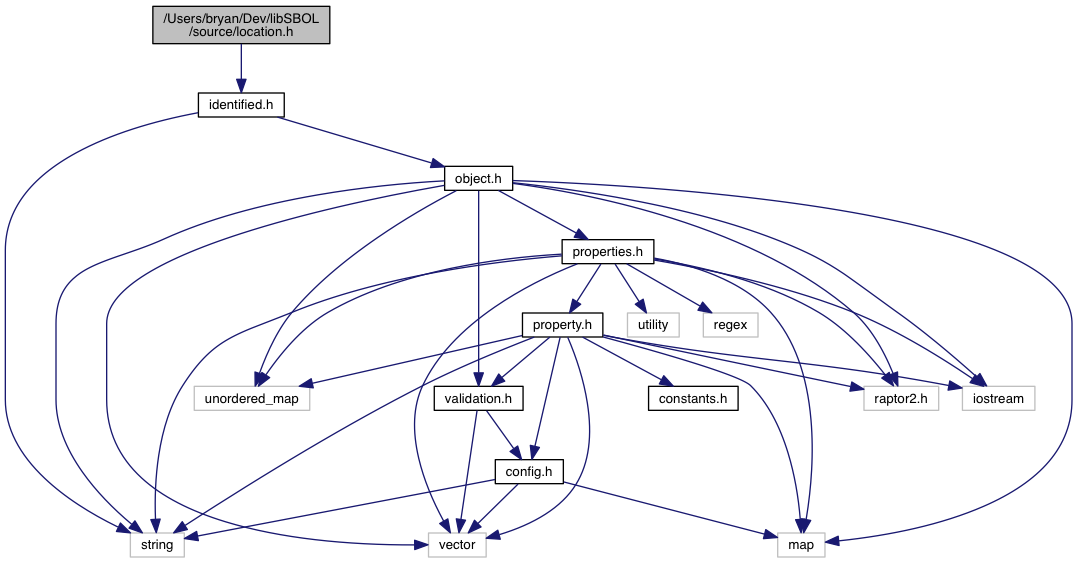 /Users/bryan/Dev/libSBOL
/source/location.h
identified.h
object.h
properties.h
property.h
utility
regex
unordered_map
validation.h
constants.h
raptor2.h
iostream
config.h
string
vector
map